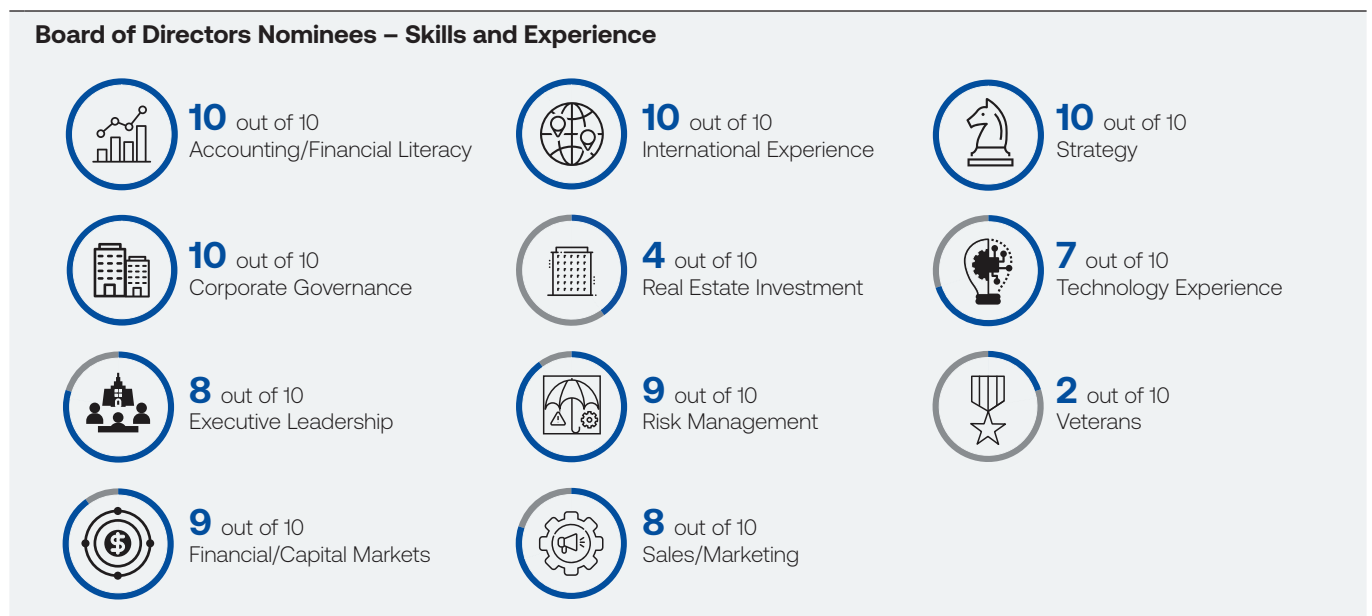 Board of Directors Nominees – Skills and Experience
10 out of 10
Accounting/Financial Literacy
10 out of 10
International Experience
10 out of 10
Strategy
10 out of 10
Corporate Governance
4 out of 10
Real Estate Investment
7 out of 10
Technology Experience
8 out of 10
Executive Leadership
9 out of 10
Risk Management
2 out of 10
Veterans
9 out of 10
Financial/Capital Markets
8 out of 10
Sales/Marketing